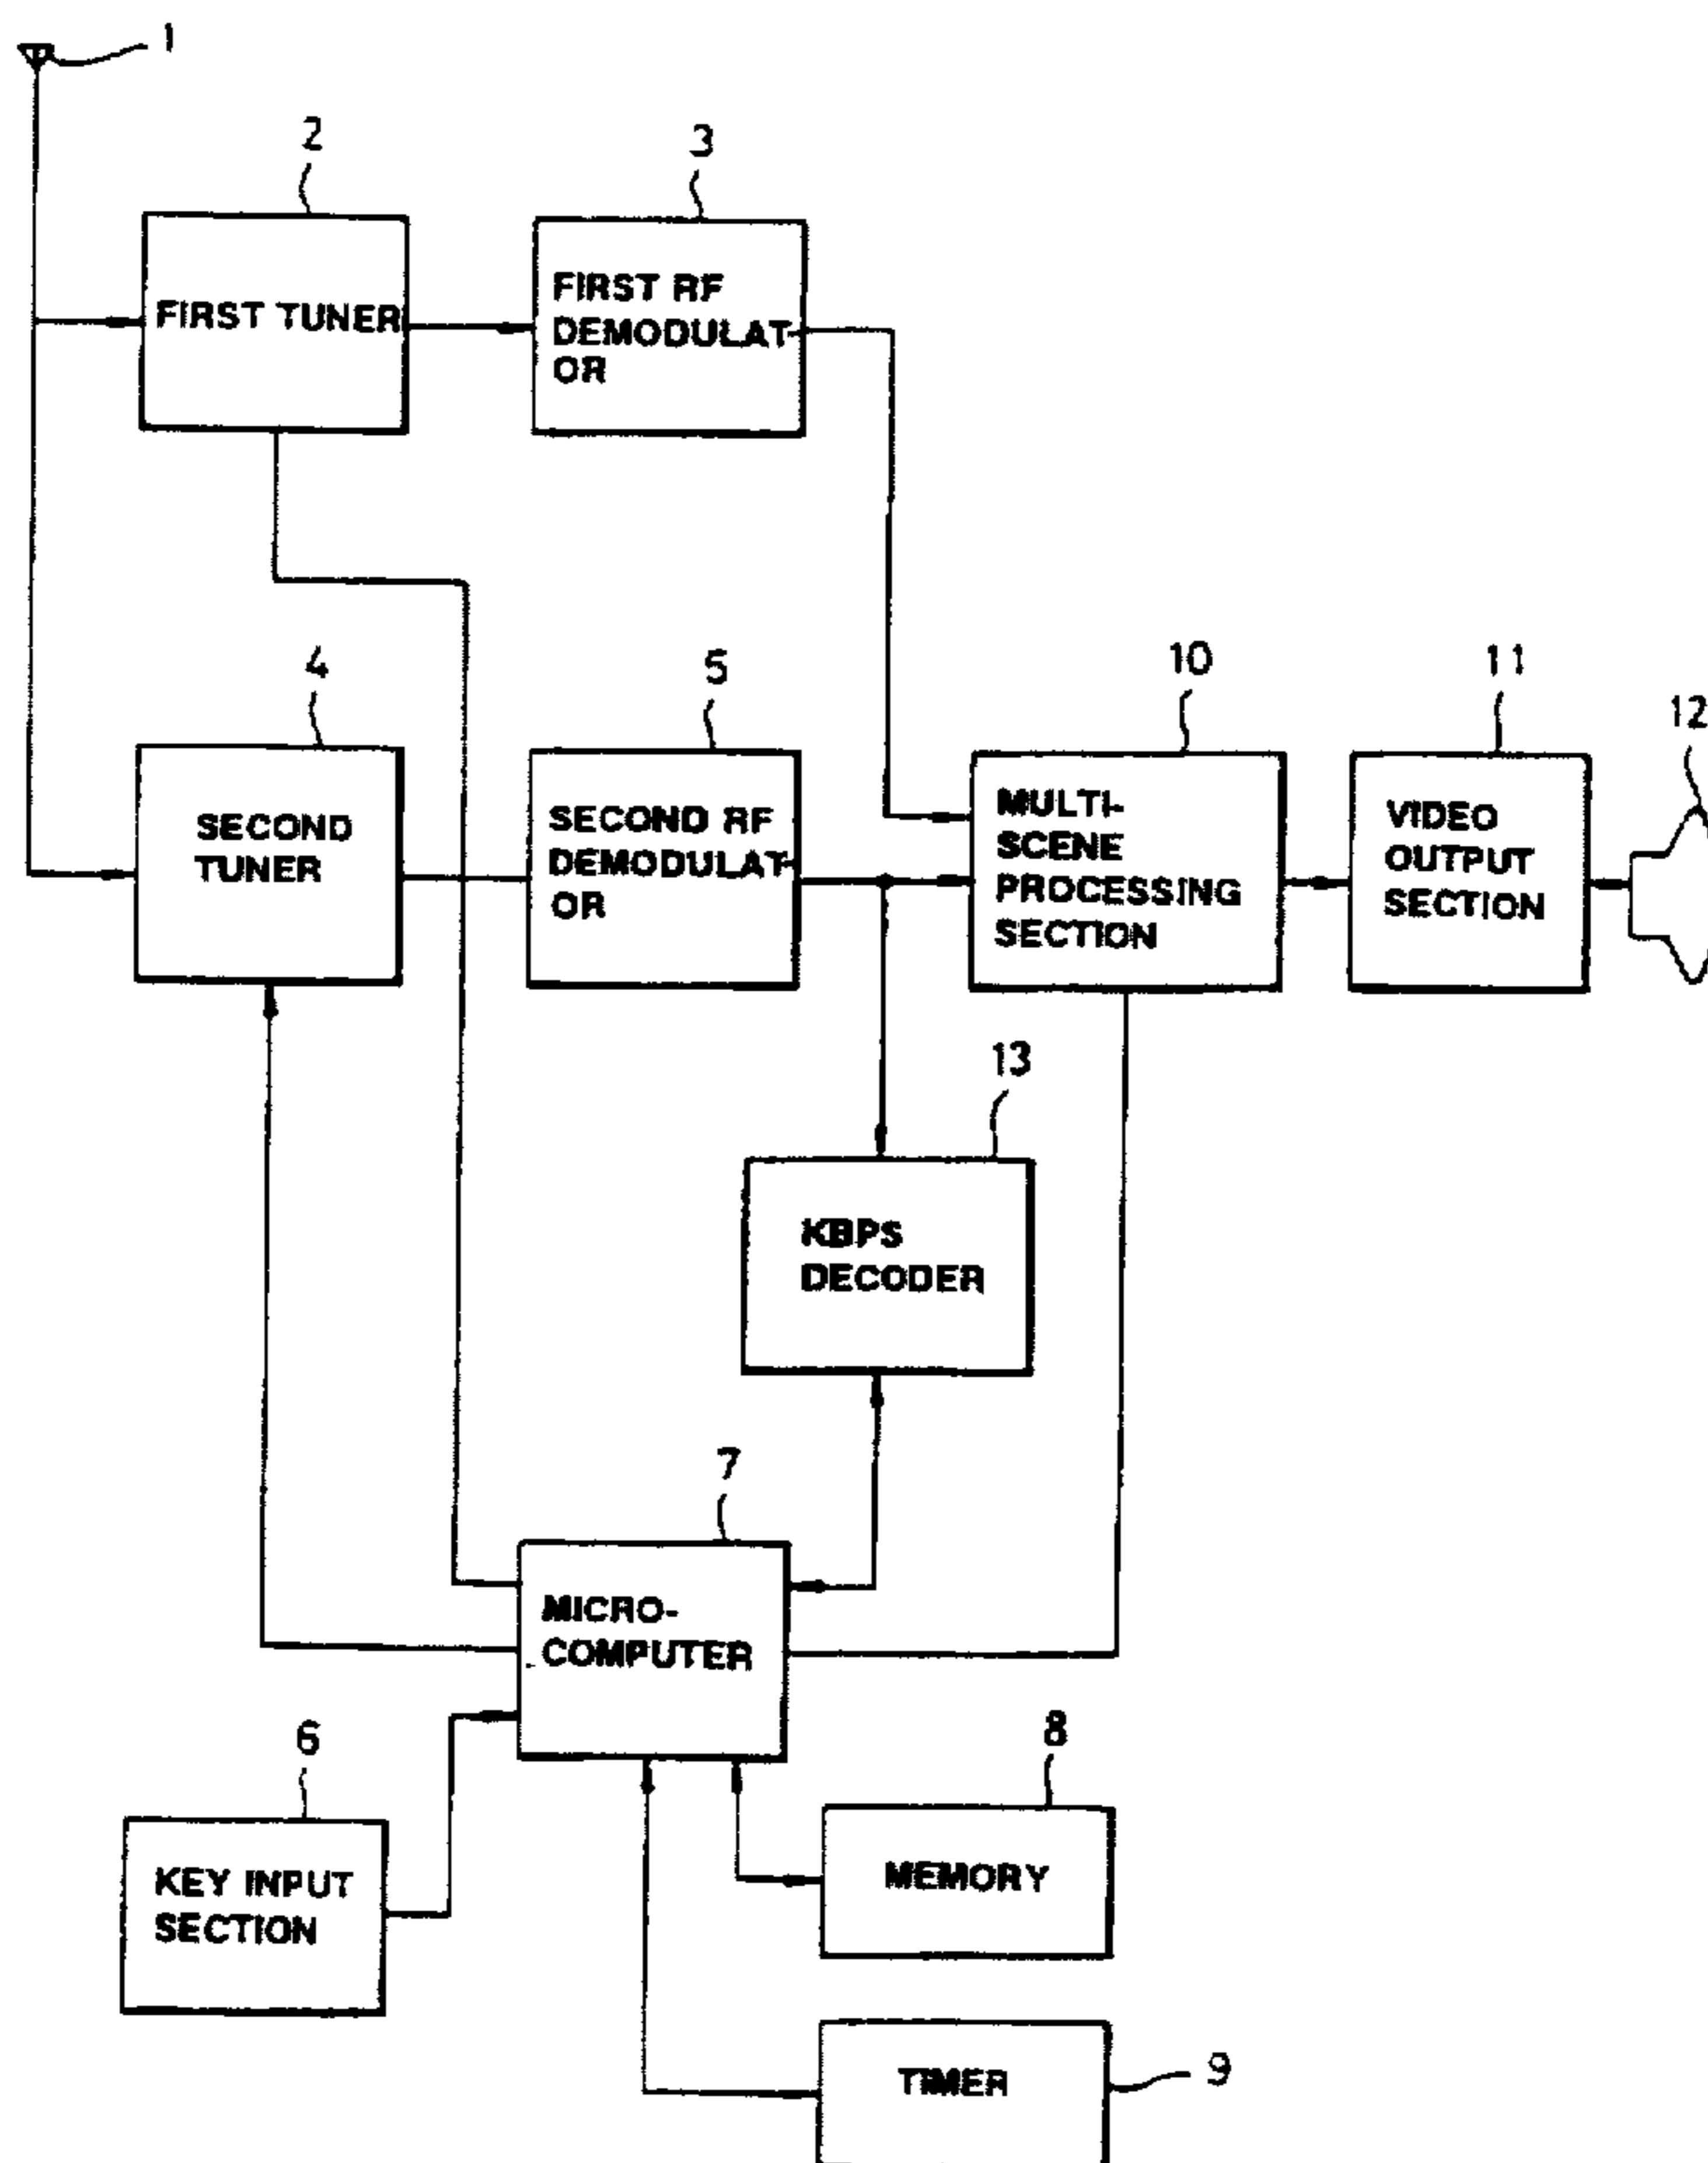 1
2
3
FIRST TUNER
FIRST RF
DEMODULAT
OR
4
5
10
11
12
SECOND
TUNER
SECOND RF
DEMODULAT
OR
MULTI-
SCENE
PROCESSING
SECTION
VIDEO
OUTPUT
SECTION
13
KBPS
DECODER
7
MICRO-
COMPUTER
6
8
KEY INPUT
SECTION
MEMORY
TIMER
9